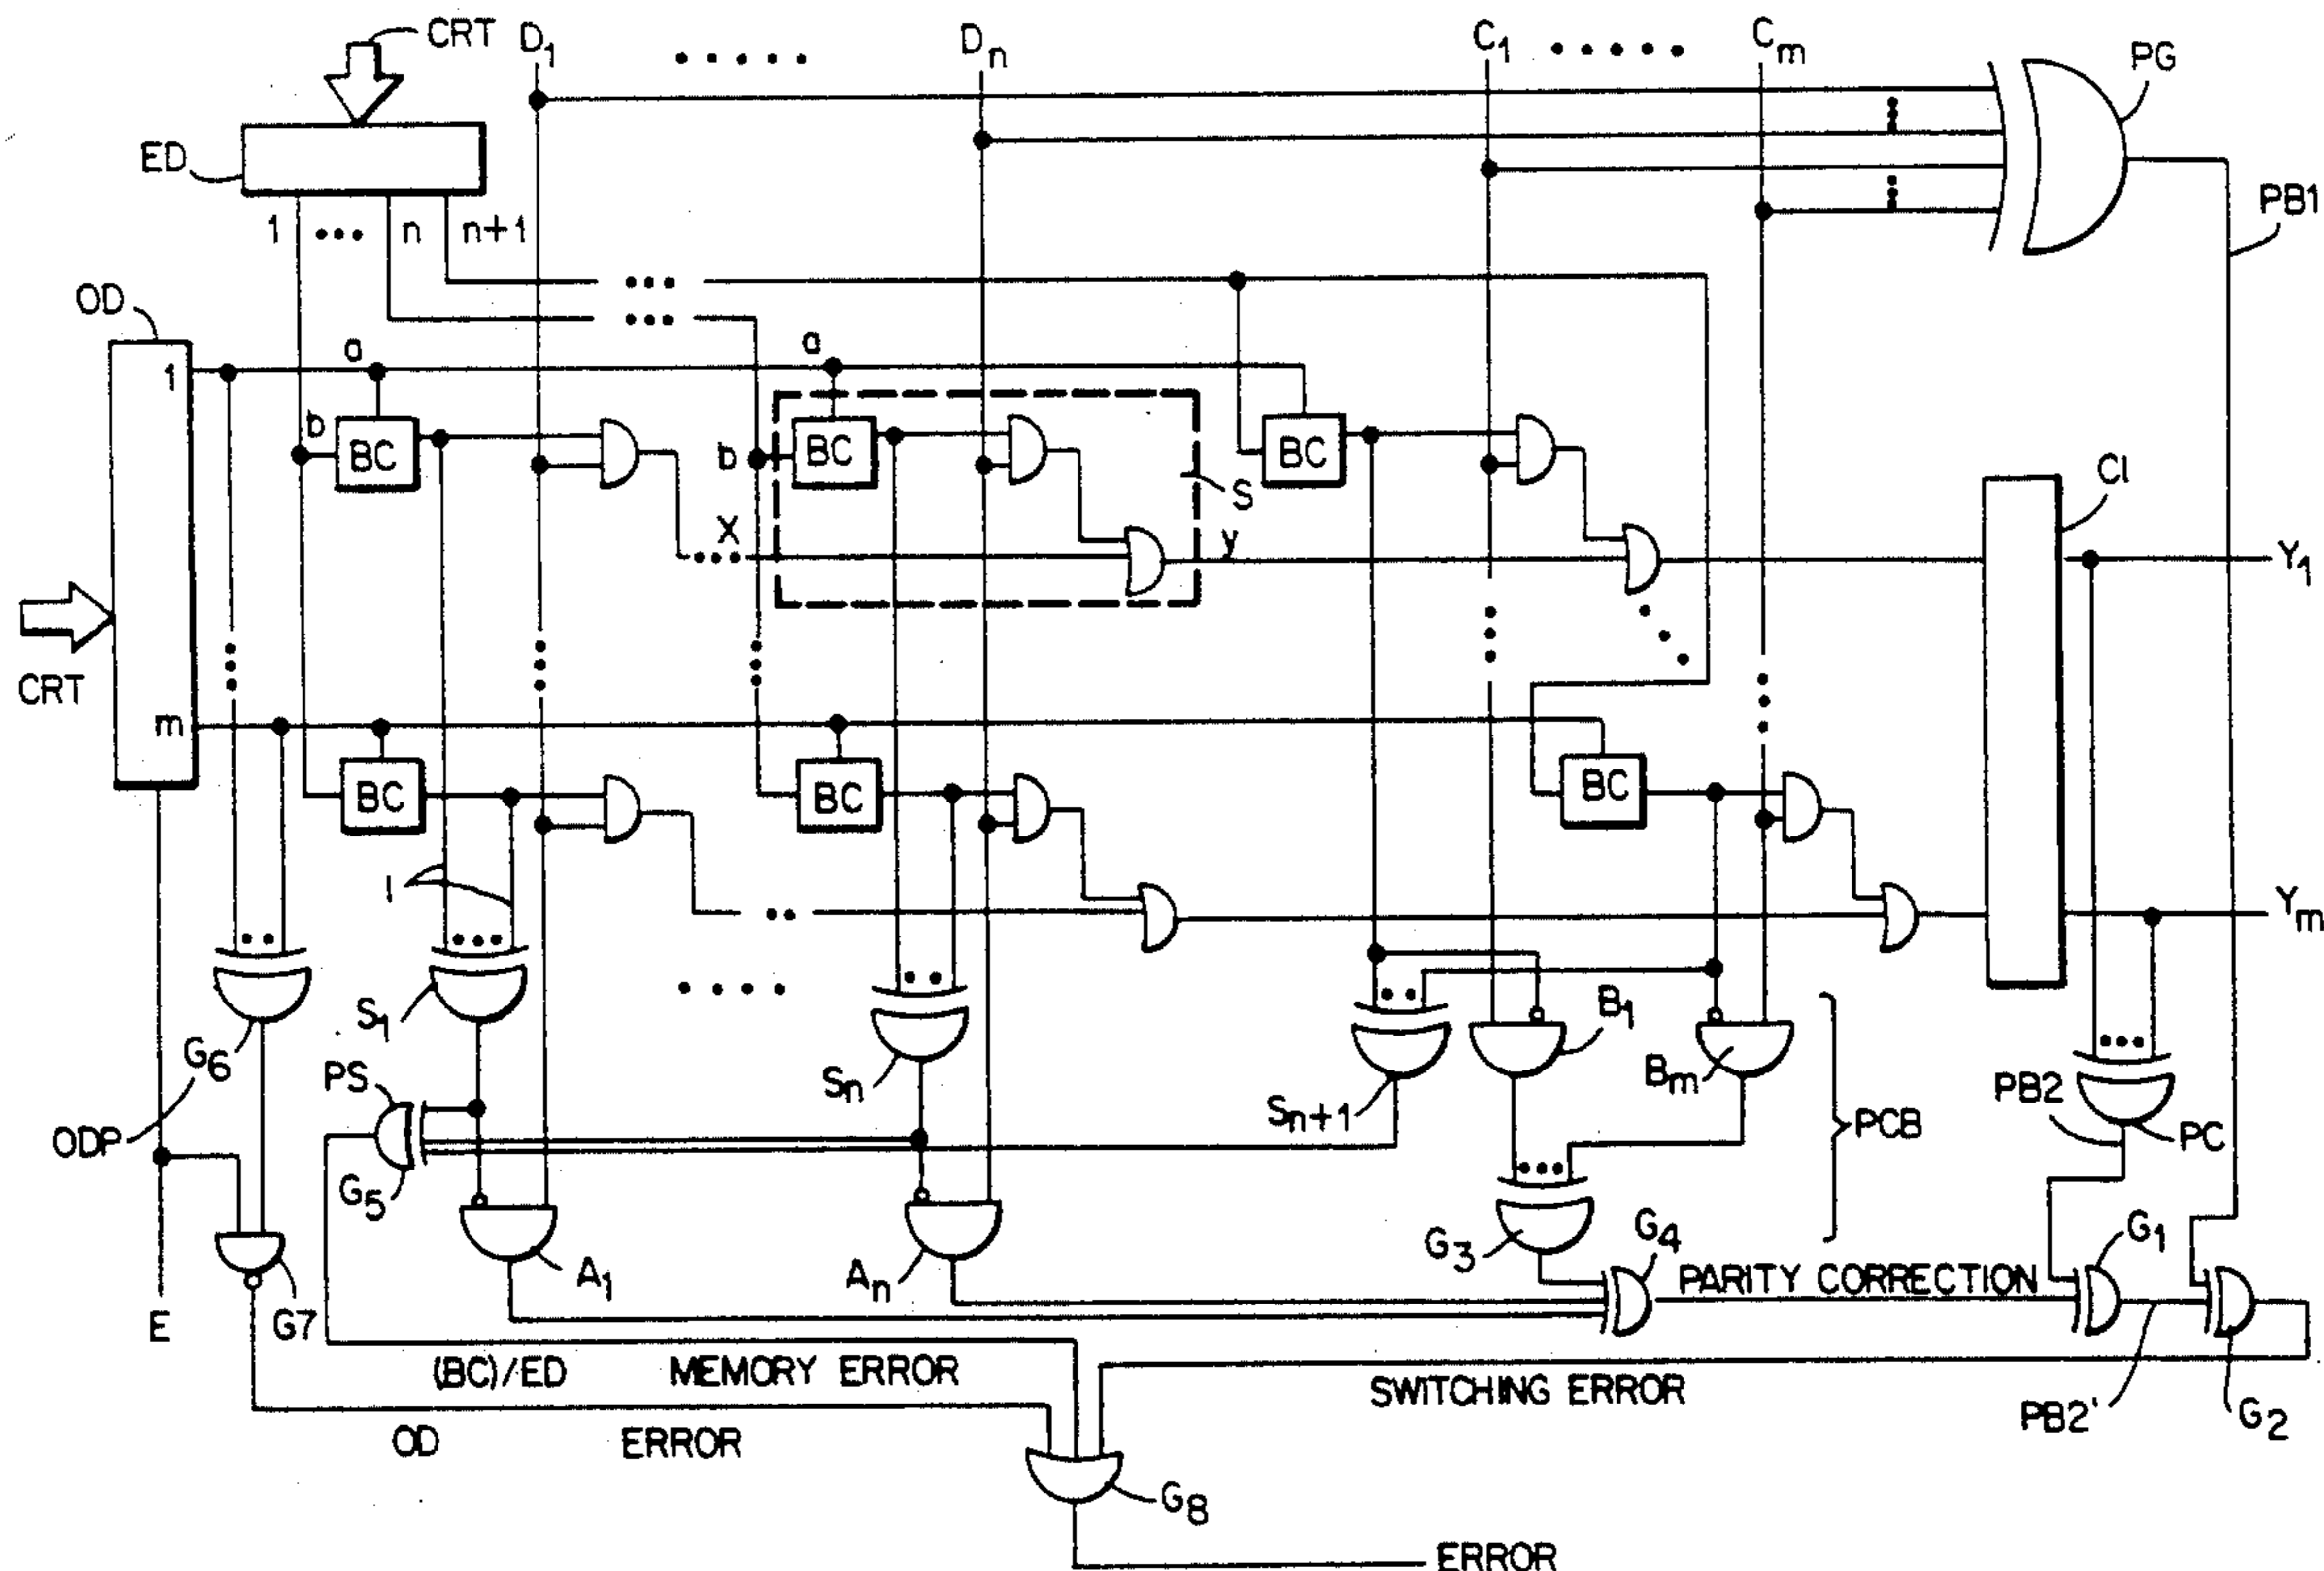 CRT D₁ Dₙ C₁ Cₘ PG
ED
1 n n+1 PB1
OD
1 a a
b BC b BC BC S Cl
X y Y₁
CRT
m
BC BC BC
I
Yₘ
S₁ Sₙ Sₙ₊₁ B₁ Bₘ PCB
G₆ PS PB2 PC
ODP G₅
A₁ Aₙ G₃ G₄ PARITY CORRECTION G₁
E G7
(BC)/ED MEMORY ERROR SWITCHING ERROR PB2' G₂
OD ERROR
G₈
ERROR